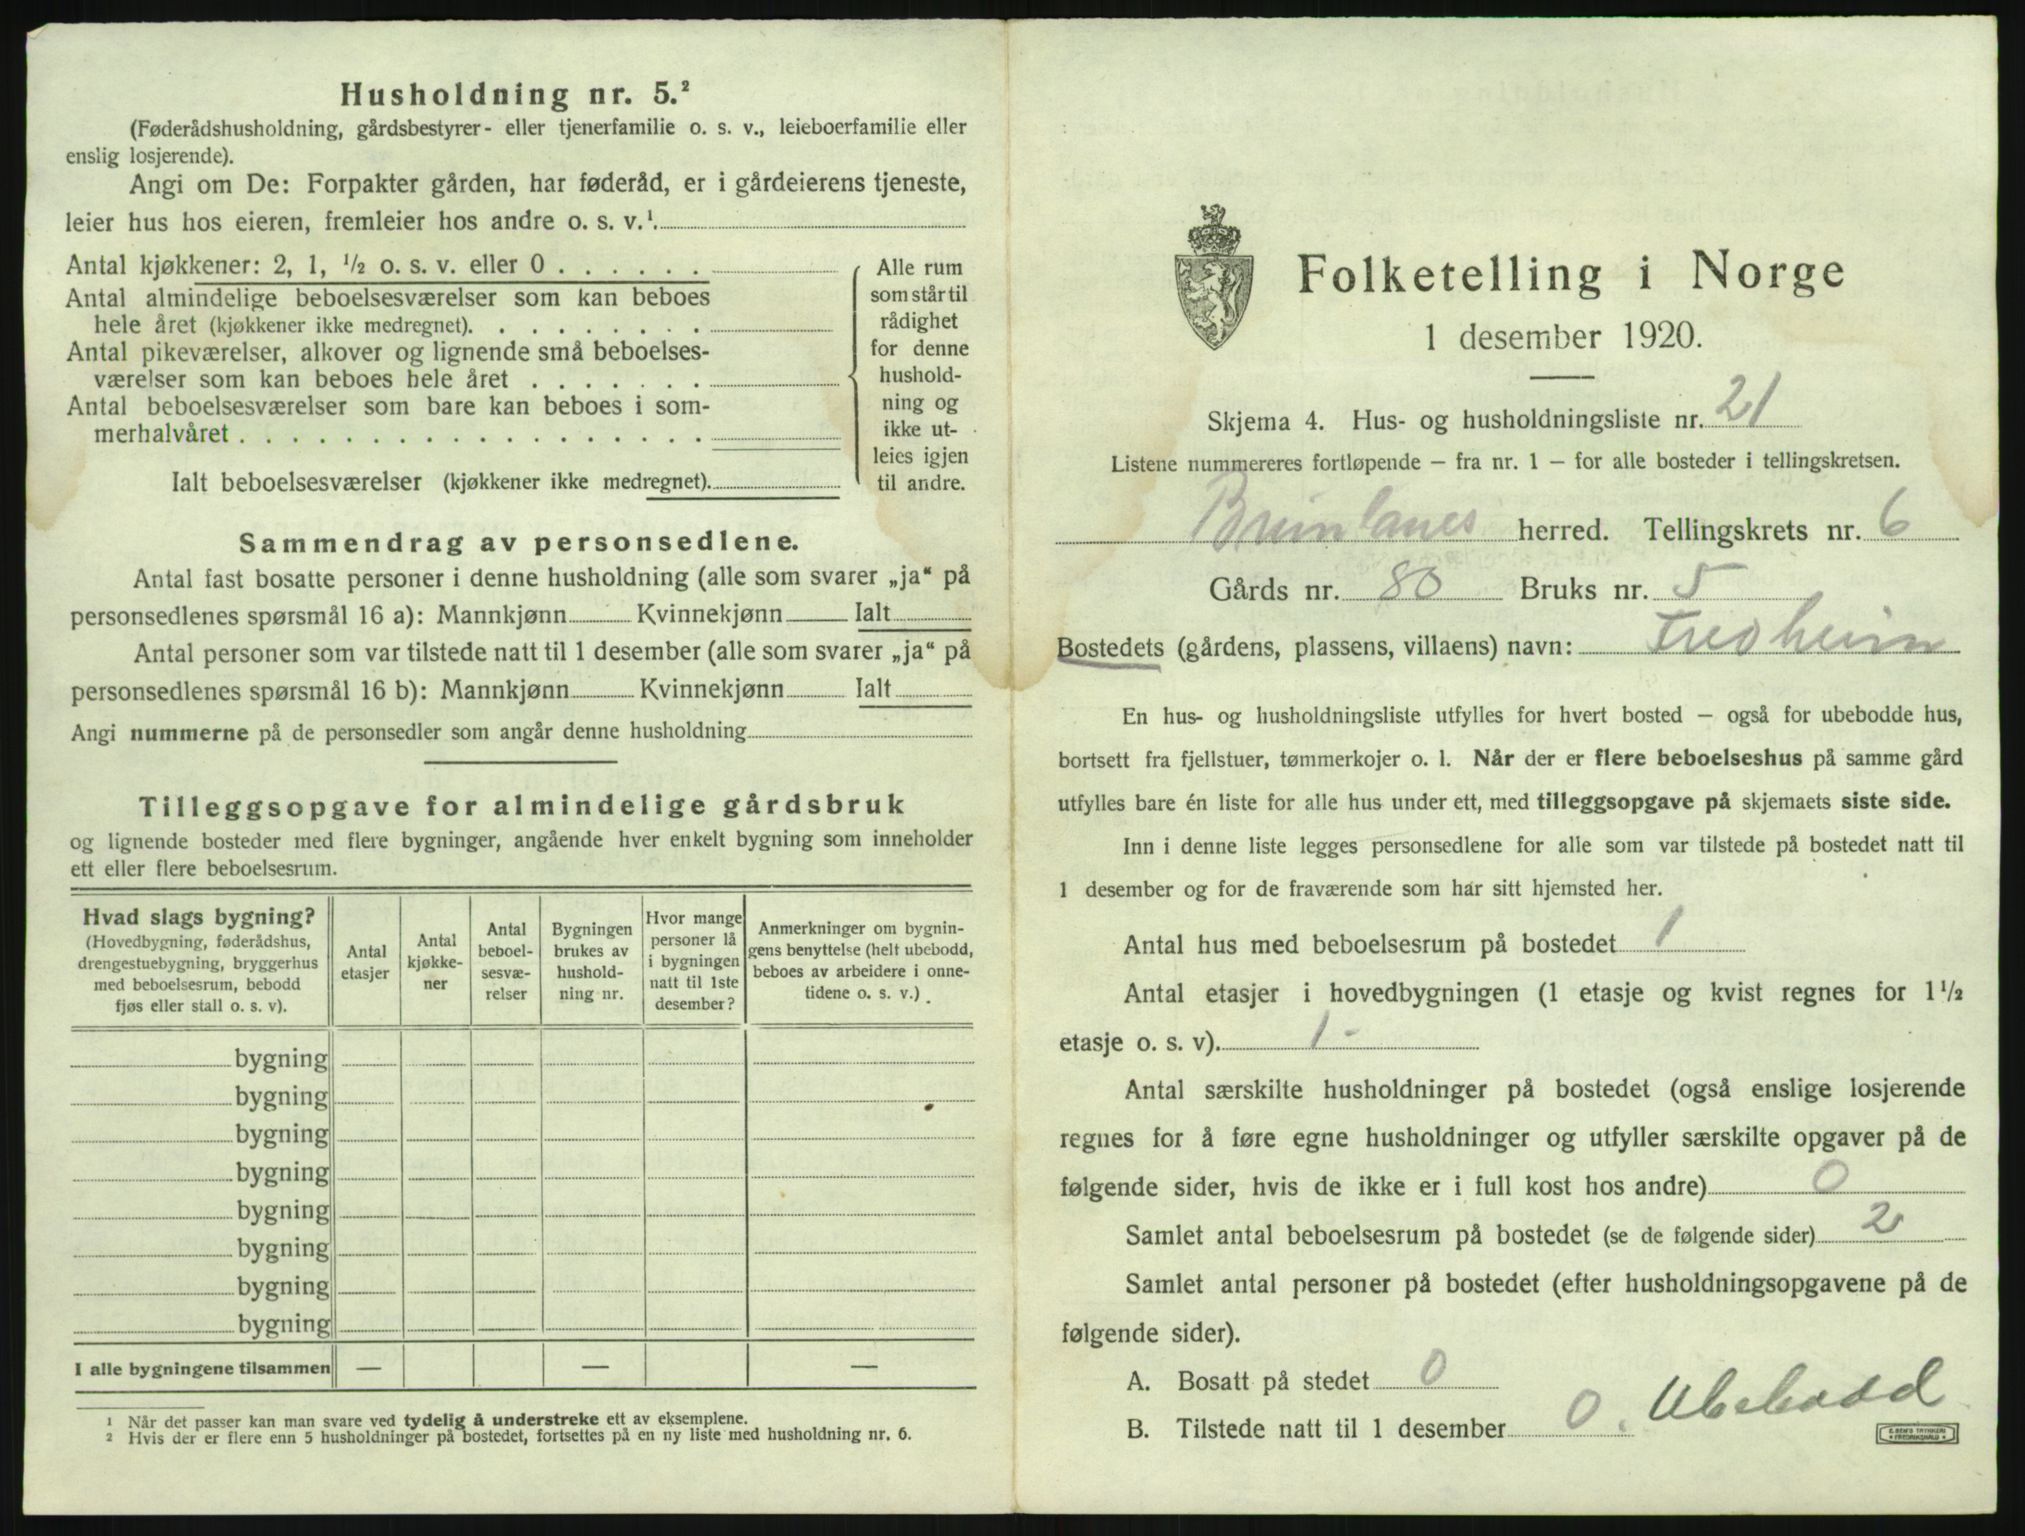 Husholdning nr. 5.²
(Føderådshusholdning, gårdsbestyrer- eller tjenerfamilie o. s. v., leieboerfamilie eller
enslig losjerende).
Angi om De: Forpakter gården, har føderåd, er i gårdeierens tjeneste,
leier hus hos eieren, fremleier hos andre o. s. v.¹
Antal kjøkkener: 2, 1, ½ o. s. v. eller 0 . . . . . .
Antal almindelige beboelsesværelser som kan beboes
hele året (kjøkkener ikke medregnet). . . . . . . . .
Antal pikeværelser, alkover og lignende små beboelses-
værelser som kan beboes hele året . . . . . . .
Antal beboelsesværelser som bare kan beboes i som-
merhalvåret . . . . . . . . . . . . . . . . . .
Ialt beboelsesværelser (kjøkkener ikke medregnet).
Alle rum
som står til
rådighet
for denne
hushold-
ning og
ikke ut-
leies igjen
til andre.
Sammendrag av personsedlene.
Antal fast bosatte personer i denne husholdning (alle som svarer „ja“ på
personsedlenes spørsmål 16 a): Mannkjønn Kvinnekjønn Ialt
Antal personer som var tilstede natt til 1 desember (alle som svarer „ja“ på
personsedlenes spørsmål 16 b): Mannkjønn Kvinnekjønn Ialt
Angi nummerne på de personsedler som angår denne husholdning
Tilleggsopgave for almindelige gårdsbruk
og lignende bosteder med flere bygninger, angående hver enkelt bygning som inneholder
ett eller flere beboelsesrum.
Hvad slags bygning?
(Hovedbygning, føderådshus,
drengestuebygning, bryggerhus
med beboelsesrum, bebodd
fjøs eller stall o. s. v).
Antal
etasjer
Antal
kjøkke-
ner
Antal
beboel-
sesvæ-
relser
Bygningen
brukes av
hushold-
ning nr.
Hvor mange
personer lå
i bygningen
natt til 1ste
desember?
Anmerkninger om bygnin-
gens benyttelse (helt ubebodd,
beboes av arbeidere i onne-
tidene o. s. v.)
bygning
bygning
bygning
bygning
bygning
bygning
bygning
bygning
I alle bygningene tilsammen — — —
¹ Når det passer kan man svare ved tydelig å understreke ett av eksemplene.
² Hvis der er flere enn 5 husholdninger på bostedet, fortsettes på en ny liste med husholdning nr. 6.
Folketelling i Norge
1 desember 1920.
Skjema 4. Hus- og husholdningsliste nr. 21
Listene nummereres fortløpende — fra nr. 1 — for alle bosteder i tellingskretsen.
Brunlanes herred. Tellingskrets nr. 6
Gårds nr. 80 Bruks nr. 5
Bostedets (gårdens, plassens, villaens) navn: Fredheim
En hus- og husholdningsliste utfylles for hvert bosted — også for ubebodde hus,
bortsett fra fjellstuer, tømmerkojer o. l. Når der er flere beboelseshus på samme gård
utfylles bare én liste for alle hus under ett, med tilleggsopgave på skjemaets siste side.
Inn i denne liste legges personsedlene for alle som var tilstede på bostedet natt til
1 desember og for de fraværende som har sitt hjemsted her.
Antal hus med beboelsesrum på bostedet 1
Antal etasjer i hovedbygningen (1 etasje og kvist regnes for 1½
etasje o. s. v). 1-
Antal særskilte husholdninger på bostedet (også enslige losjerende
regnes for å føre egne husholdninger og utfyller særskilte opgaver på de
følgende sider, hvis de ikke er i full kost hos andre) 0
Samlet antal beboelsesrum på bostedet (se de følgende sider) 2
Samlet antal personer på bostedet (efter husholdningsopgavene på de
følgende sider).
A. Bosatt på stedet 0
B. Tilstede natt til 1 desember 0. Ubebodd